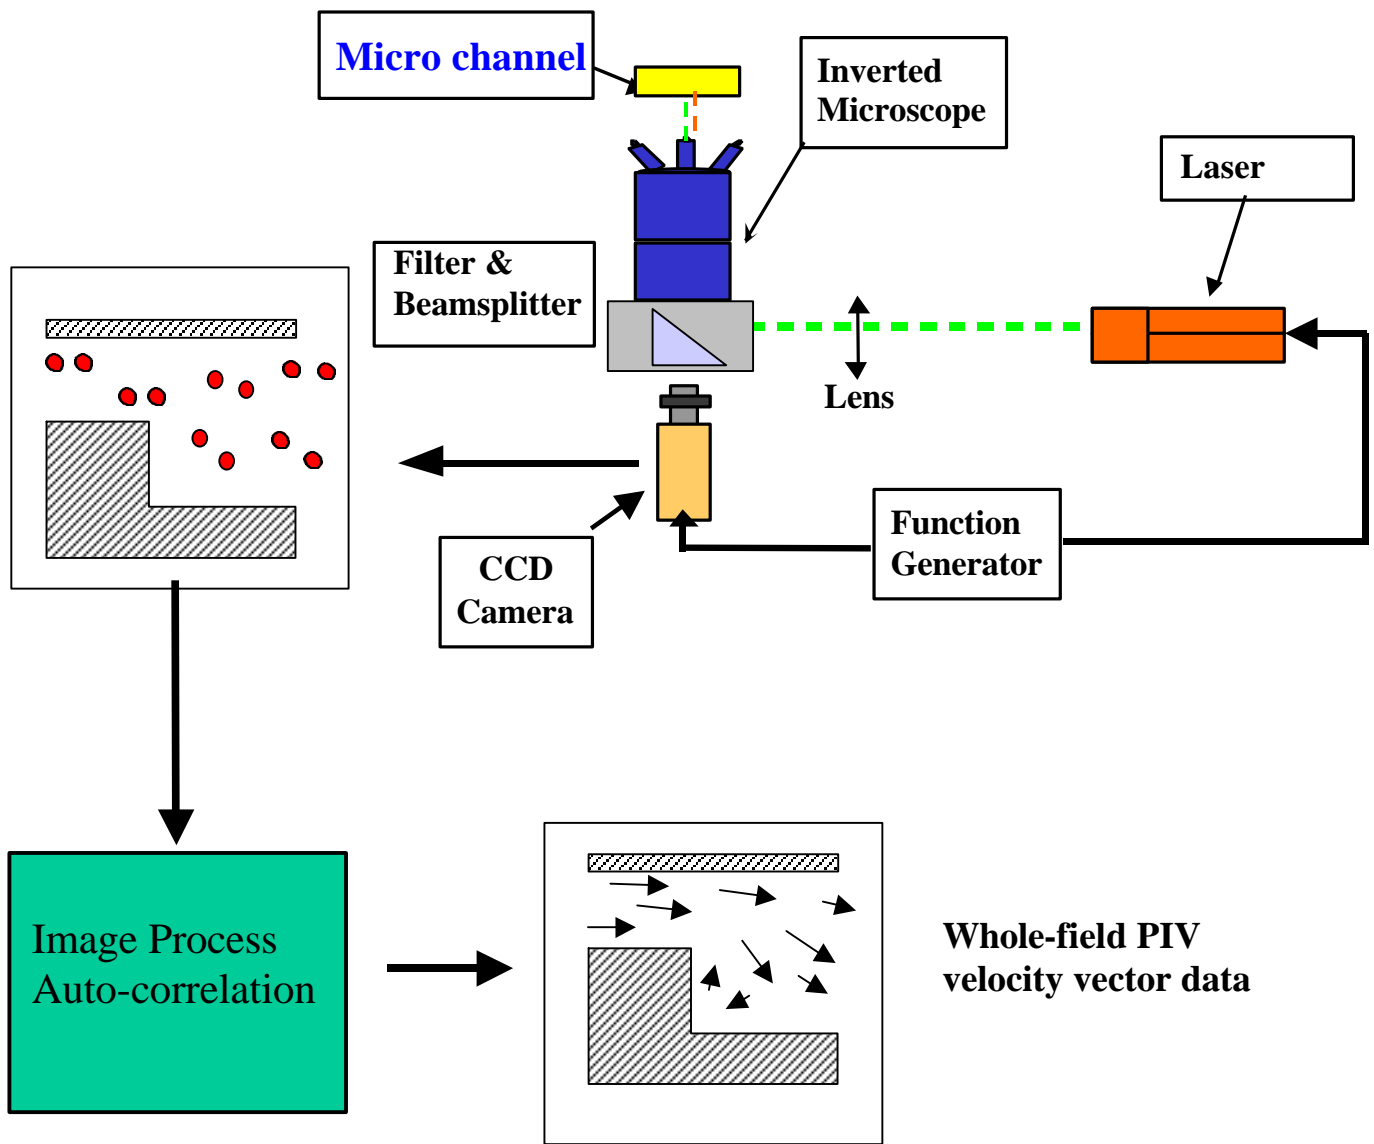 Micro channel
Inverted
Microscope
Laser
Filter &
Beamsplitter
Lens
Function
Generator
CCD
Camera
Image Process
Auto-correlation
Whole-field PIV
velocity vector data